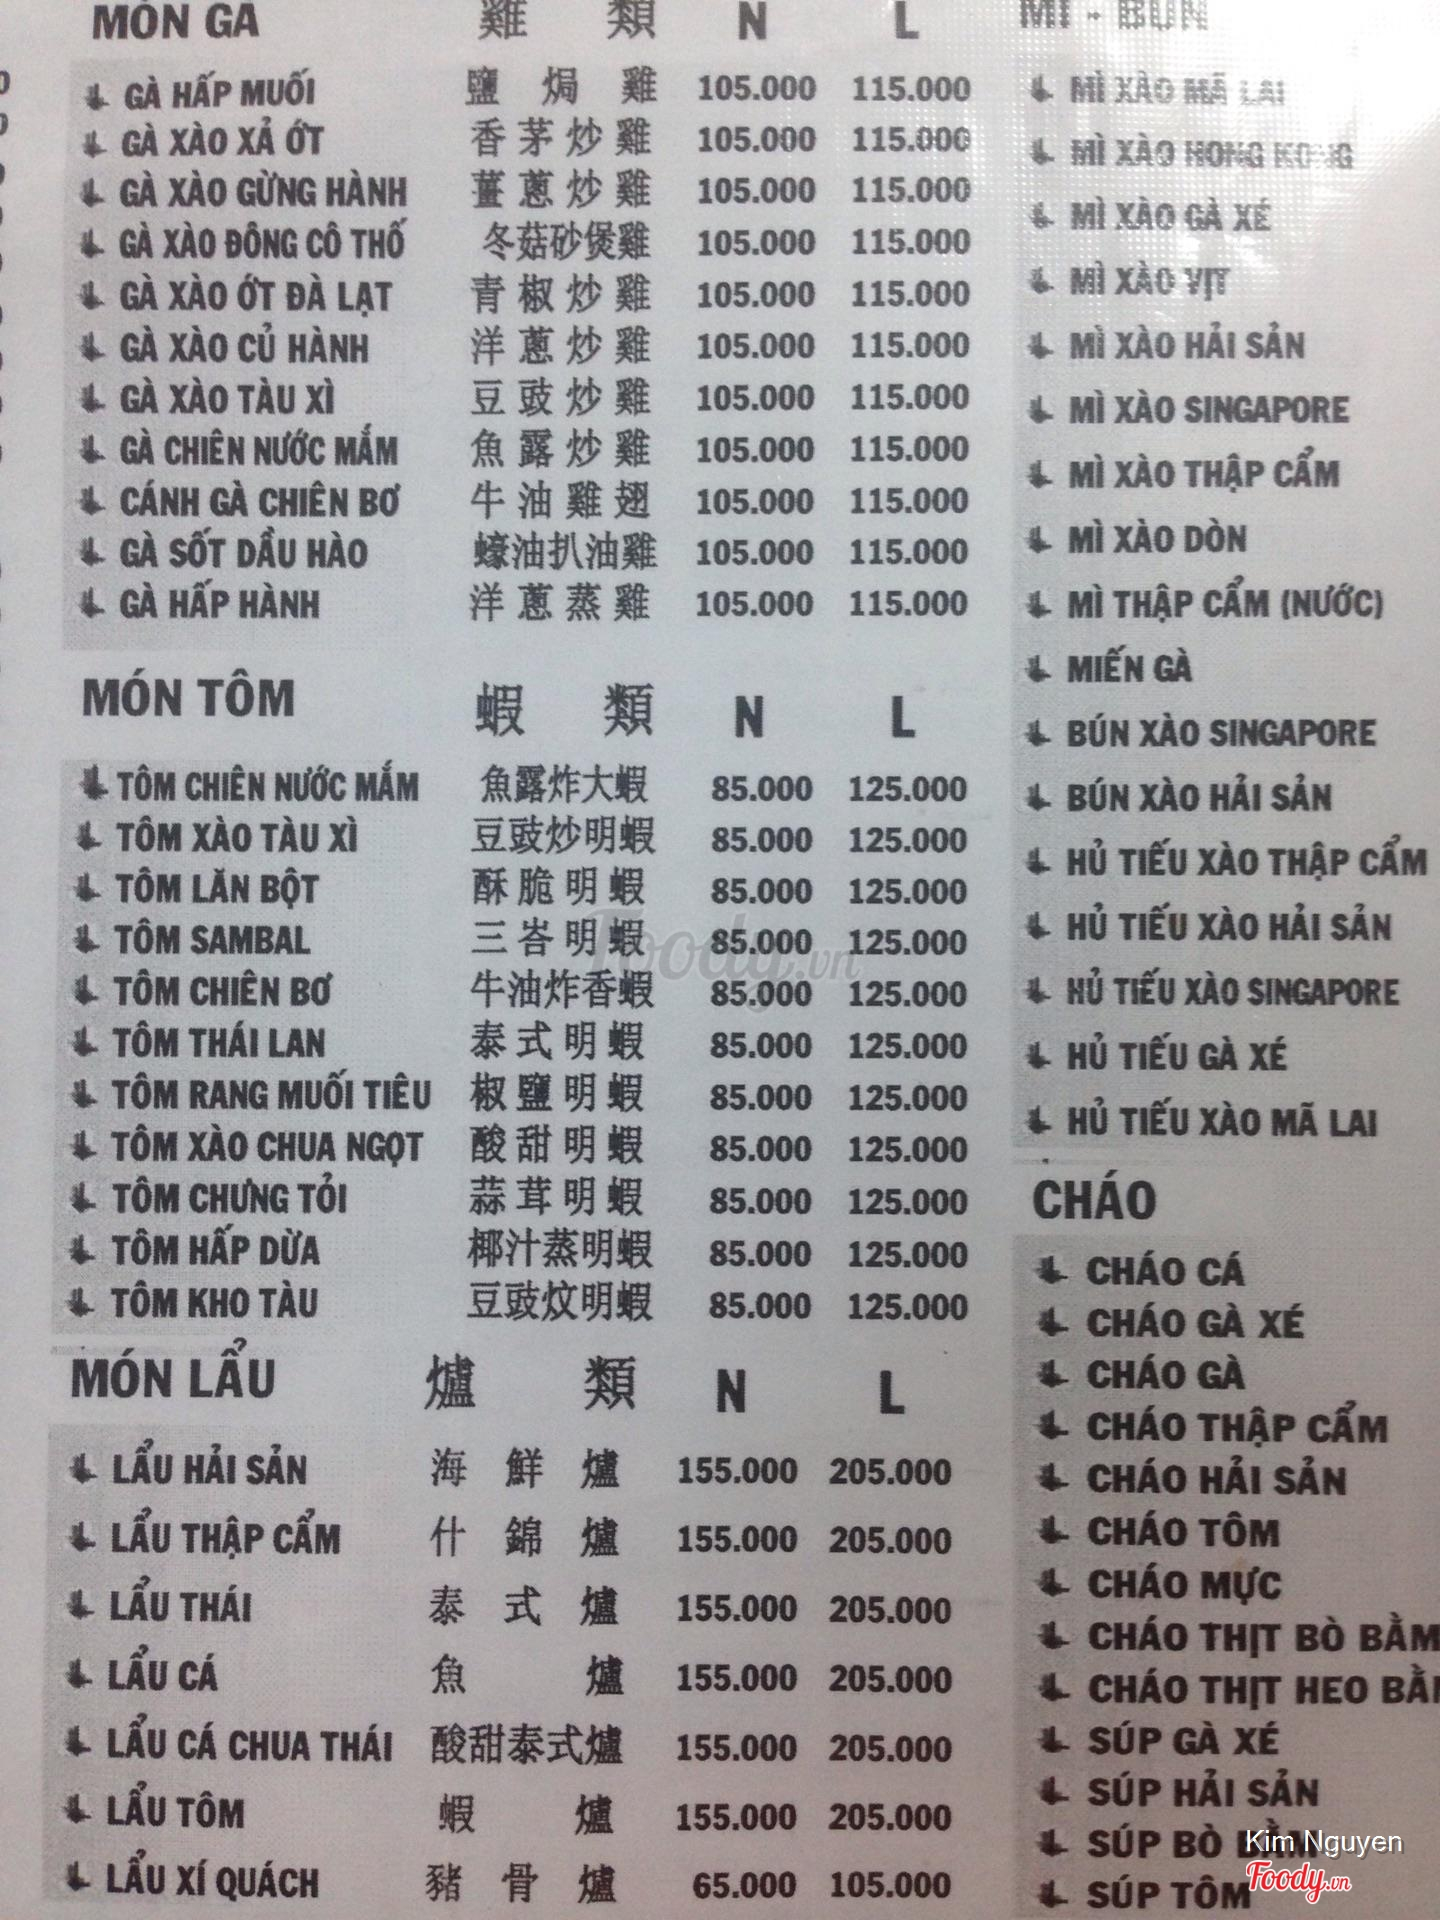 MÓN GÀ 雞 類 N L
GÀ HẤP MUỐI 鹽 焗 雞 105.000 115.000
GÀ XÀO XẢ ỚT 香 茅 炒 雞 105.000 115.000
GÀ XÀO GỪNG HÀNH 薑 蔥 炒 雞 105.000 115.000
GÀ XÀO ĐÔNG CÔ THỐ 冬菇砂煲雞 105.000 115.000
GÀ XÀO ỚT ĐÀ LẠT 青 椒 炒 雞 105.000 115.000
GÀ XÀO CỦ HÀNH 洋 蔥 炒 雞 105.000 115.000
GÀ XÀO TÀU XÌ 豆 豉 炒 雞 105.000 115.000
GÀ CHIÊN NƯỚC MẮM 魚 露 炒 雞 105.000 115.000
CÁNH GÀ CHIÊN BƠ 牛 油 雞 翅 105.000 115.000
GÀ SỐT DẦU HÀO 蠔油扒油雞 105.000 115.000
GÀ HẤP HÀNH 洋 蔥 蒸 雞 105.000 115.000
MÓN TÔM 蝦 類 N L
TÔM CHIÊN NƯỚC MẮM 魚露炸大蝦 85.000 125.000
TÔM XÀO TÀU XÌ 豆豉炒明蝦 85.000 125.000
TÔM LĂN BỘT 酥 脆 明 蝦 85.000 125.000
TÔM SAMBAL 三 峇 明 蝦 85.000 125.000
TÔM CHIÊN BƠ 牛油炸香蝦 85.000 125.000
TÔM THÁI LAN 泰 式 明 蝦 85.000 125.000
TÔM RANG MUỐI TIÊU 椒 鹽 明 蝦 85.000 125.000
TÔM XÀO CHUA NGỌT 酸 甜 明 蝦 85.000 125.000
TÔM CHƯNG TỎI 蒜 茸 明 蝦 85.000 125.000
TÔM HẤP DỪA 椰汁蒸明蝦 85.000 125.000
TÔM KHO TÀU 豆豉炆明蝦 85.000 125.000
MÓN LẨU 爐 類 N L
LẨU HẢI SẢN 海 鮮 爐 155.000 205.000
LẨU THẬP CẨM 什 錦 爐 155.000 205.000
LẨU THÁI 泰 式 爐 155.000 205.000
LẨU CÁ 魚 爐 155.000 205.000
LẨU CÁ CHUA THÁI 酸甜泰式爐 155.000 205.000
LẨU TÔM 蝦 爐 155.000 205.000
LẨU XÍ QUÁCH 豬 骨 爐 65.000 105.000
MÌ - BÚN
MÌ XÀO MÃ LAI
MÌ XÀO HONG KONG
MÌ XÀO GÀ XÉ
MÌ XÀO VỊT
MÌ XÀO HẢI SẢN
MÌ XÀO SINGAPORE
MÌ XÀO THẬP CẨM
MÌ XÀO DÒN
MÌ THẬP CẨM (NƯỚC)
MIẾN GÀ
BÚN XÀO SINGAPORE
BÚN XÀO HẢI SẢN
HỦ TIẾU XÀO THẬP CẨM
HỦ TIẾU XÀO HẢI SẢN
HỦ TIẾU XÀO SINGAPORE
HỦ TIẾU GÀ XÉ
HỦ TIẾU XÀO MÃ LAI
CHÁO
CHÁO CÁ
CHÁO GÀ XÉ
CHÁO GÀ
CHÁO THẬP CẨM
CHÁO HẢI SẢN
CHÁO TÔM
CHÁO MỰC
CHÁO THỊT BÒ BẰM
CHÁO THỊT HEO
SÚP GÀ XÉ
SÚP HẢI SẢN
SÚP BÒ BẰM
SÚP TÔM
Foody.vn
Kim Nguyen
Foody.vn